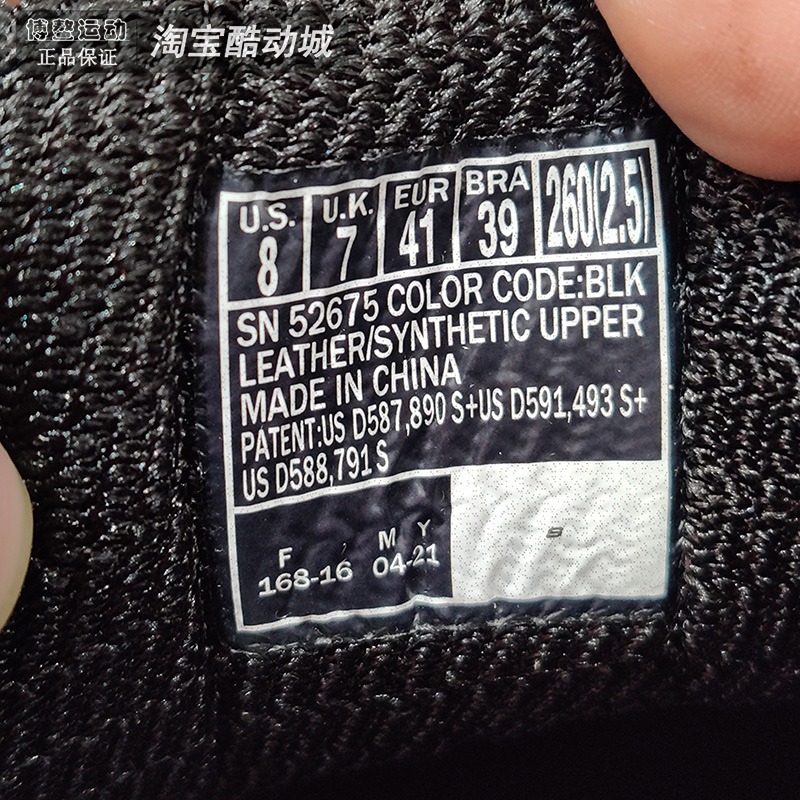 博整运动
正品保证
淘宝酷动城
U.S. U.K. EUR BRA 260(2.5)
8 7 41 39
SN 52675 COLOR CODE:BLK
LEATHER/SYNTHETIC UPPER
MADE IN CHINA
PATENT:US D587,890 S+US D591,493 S+
US D588,791 S
F M Y
168-16 04-21